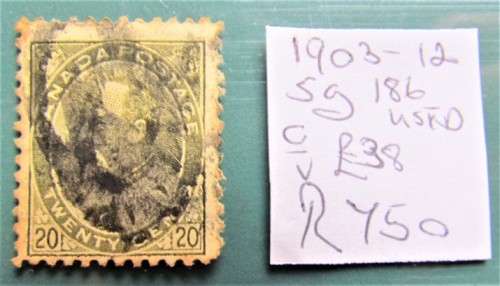 CANADA POSTAGE
20 TWENTY CE 20
1903-12
Sg 186
USED
C/V £38
R 450